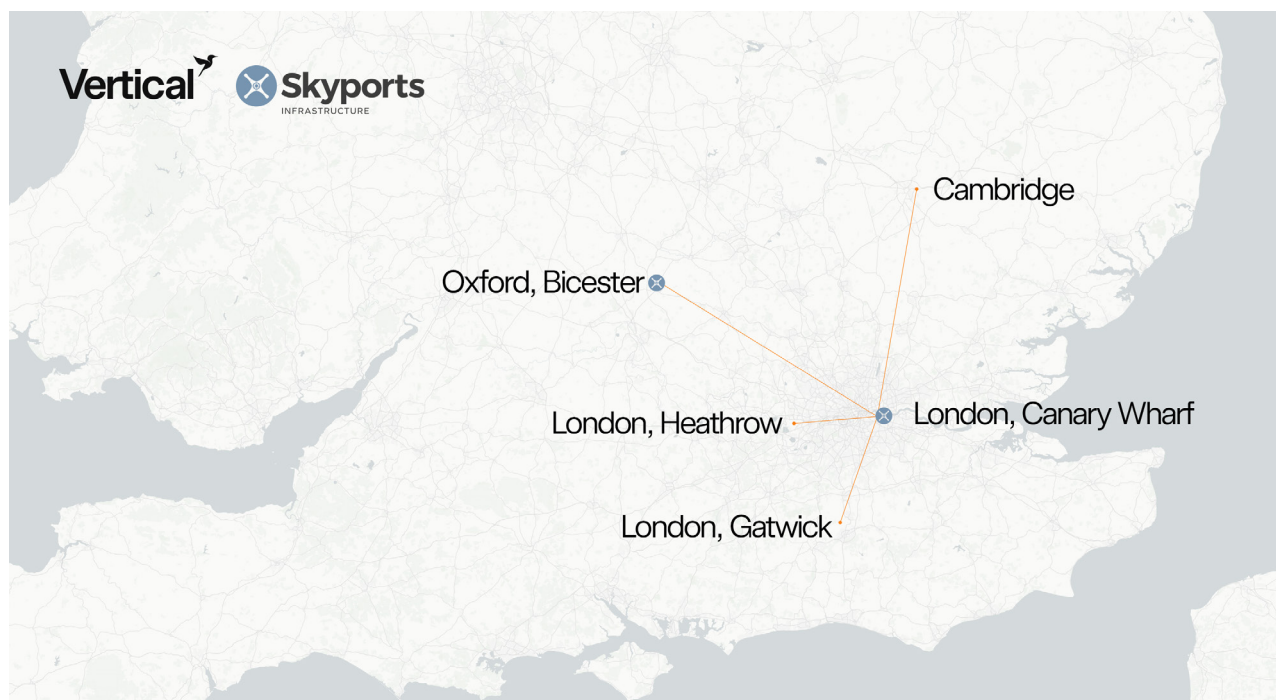 Vertical
Skyports
INFRASTRUCTURE
Cambridge
Oxford, Bicester
London, Canary Wharf
London, Heathrow
London, Gatwick